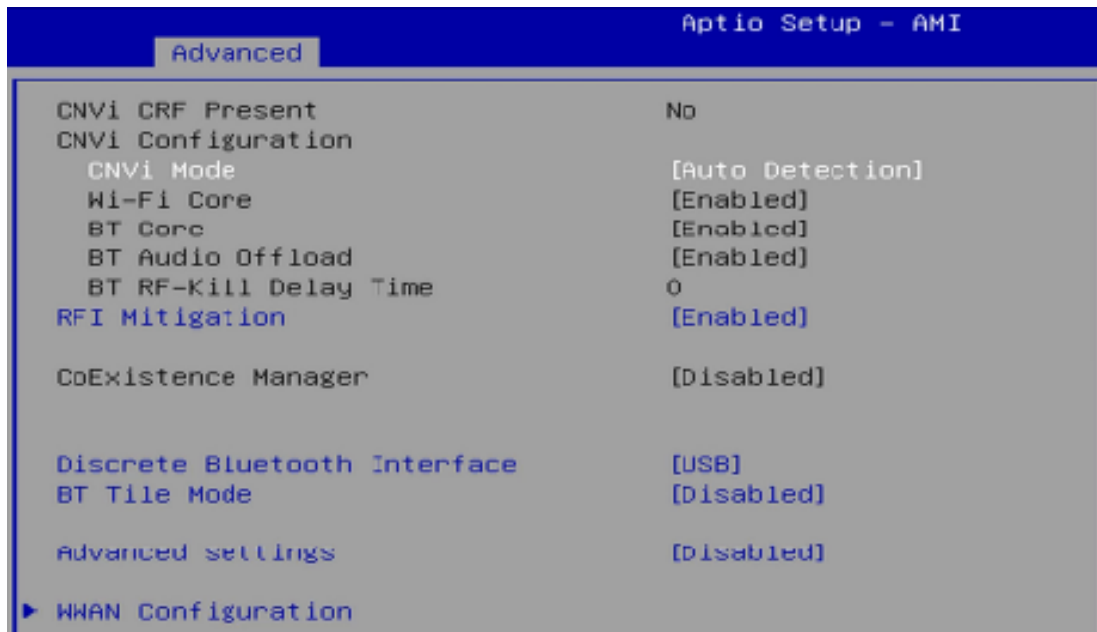 Aptio Setup - AMI
Advanced
CNVi CRF Present No
CNVi Configuration
CNVi Mode [Auto Detection]
Wi-Fi Core [Enabled]
BT Core [Enabled]
BT Audio Offload [Enabled]
BT RF-Kill Delay Time 0
RFI Mitigation [Enabled]
CoExistence Manager [Disabled]
Discrete Bluetooth Interface [USB]
BT Tile Mode [Disabled]
Advanced settings [Disabled]
▶ WWAN Configuration